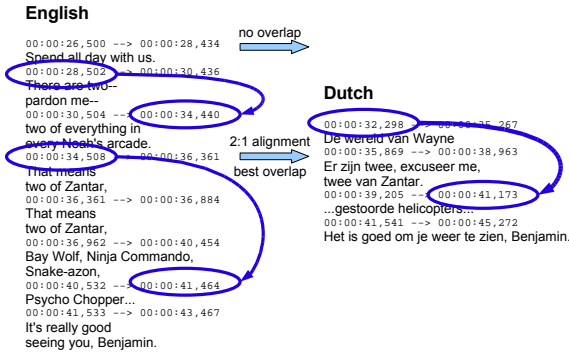 English
00:00:26,500 --> 00:00:28,434
Spend all day with us.
00:00:28,502 --> 00:00:30,436
There are two--
pardon me--
00:00:30,504 --> 00:00:34,440
two of everything in
every Noah's arcade.
00:00:34,508 --> 00:00:36,361
That means
two of Zantar,
00:00:36,361 --> 00:00:36,884
That means
two of Zantar,
00:00:36,962 --> 00:00:40,454
Bay Wolf, Ninja Commando,
Snake-azon,
00:00:40,532 --> 00:00:41,464
Psycho Chopper...
00:00:41,533 --> 00:00:43,467
It's really good
seeing you, Benjamin.
no overlap
2:1 alignment
best overlap
Dutch
00:00:32,298 --> 00:00:35,267
De wereld van Wayne
00:00:35,869 --> 00:00:38,963
Er zijn twee, excuseer me,
twee van Zantar.
00:00:39,205 --> 00:00:41,173
...gestoorde helicopters...
00:00:41,541 --> 00:00:45,272
Het is goed om je weer te zien, Benjamin.